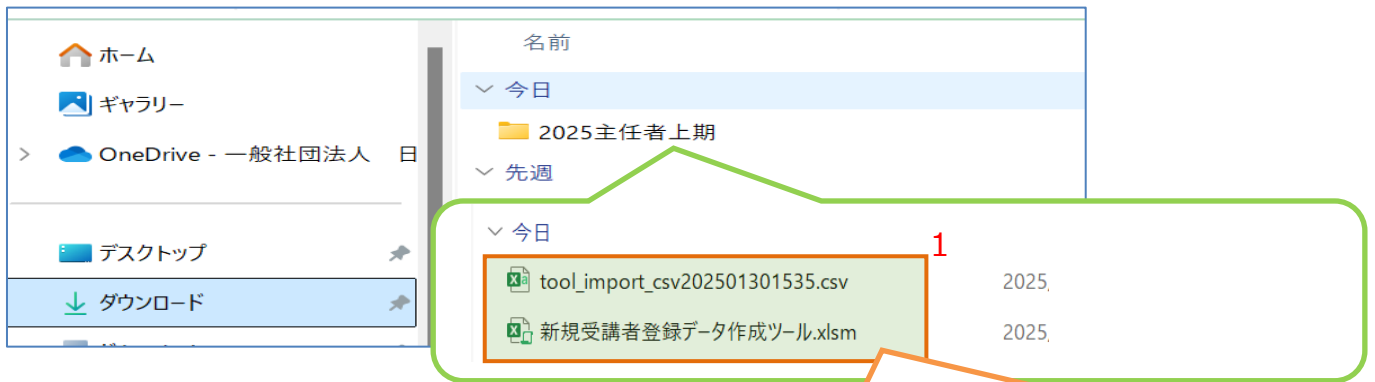 ホーム
ギャラリー
OneDrive - 一般社団法人 日
デスクトップ
ダウンロード
名前
今日
2025主任者上期
先週
今日
1
tool_import_csv202501301535.csv 2025,
新規受講者登録データ作成ツール.xlsm 2025,